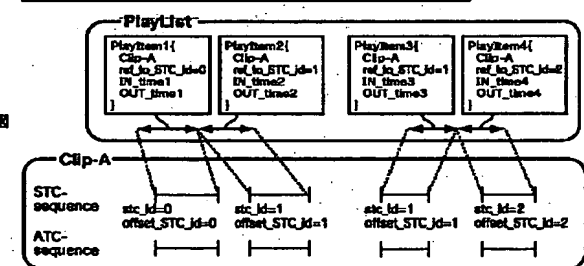 PlayList
PlayItem1{
Clip-A
ref_to_STC_id=0
IN_time1
OUT_time1
}
PlayItem2{
Clip-A
ref_to_STC_id=1
IN_time2
OUT_time2
}
PlayItem3{
Clip-A
ref_to_STC_id=1
IN_time3
OUT_time3
}
PlayItem4{
Clip-A
ref_to_STC_id=2
IN_time4
OUT_time4
}
Clip-A
STC-
sequence
stc_id=0
offset_STC_id=0
stc_id=1
offset_STC_id=1
stc_id=1
offset_STC_id=1
stc_id=2
offset_STC_id=2
ATC-
sequence